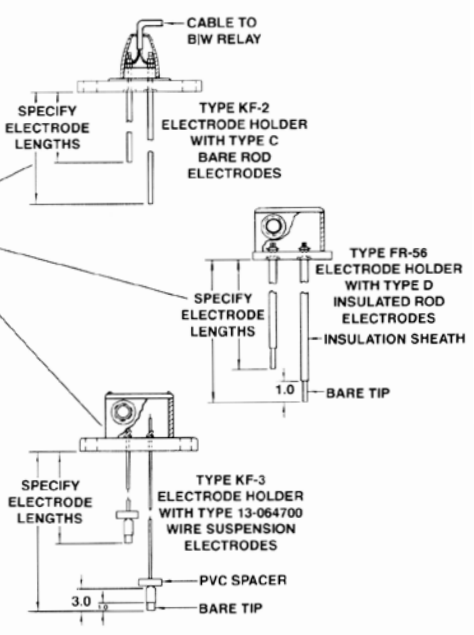 CABLE TO
B|W RELAY
SPECIFY
ELECTRODE
LENGTHS
TYPE KF-2
ELECTRODE HOLDER
WITH TYPE C
BARE ROD
ELECTRODES
TYPE FR-56
ELECTRODE HOLDER
WITH TYPE D
INSULATED ROD
ELECTRODES
SPECIFY
ELECTRODE
LENGTHS
INSULATION SHEATH
1.0
BARE TIP
TYPE KF-3
ELECTRODE HOLDER
WITH TYPE 13-064700
WIRE SUSPENSION
ELECTRODES
SPECIFY
ELECTRODE
LENGTHS
PVC SPACER
3.0
1.0
BARE TIP